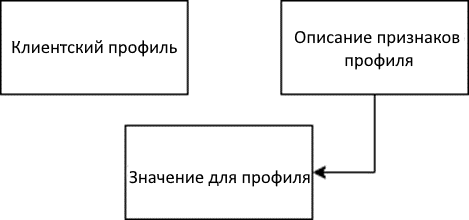 Клиентский профиль
Описание признаков
профиля
Значение для профиля